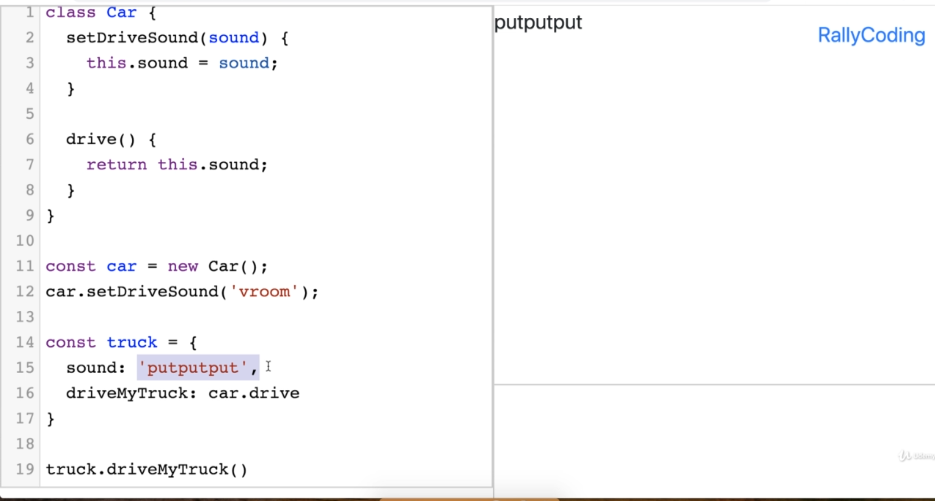 1 class Car {
2 setDriveSound(sound) {
3 this.sound = sound;
4 }
5
6 drive() {
7 return this.sound;
8 }
9 }
10
11 const car = new Car();
12 car.setDriveSound('vroom');
13
14 const truck = {
15 sound: 'putputput',
16 driveMyTruck: car.drive
17 }
18
19 truck.driveMyTruck()
putputput
RallyCoding
Udemy